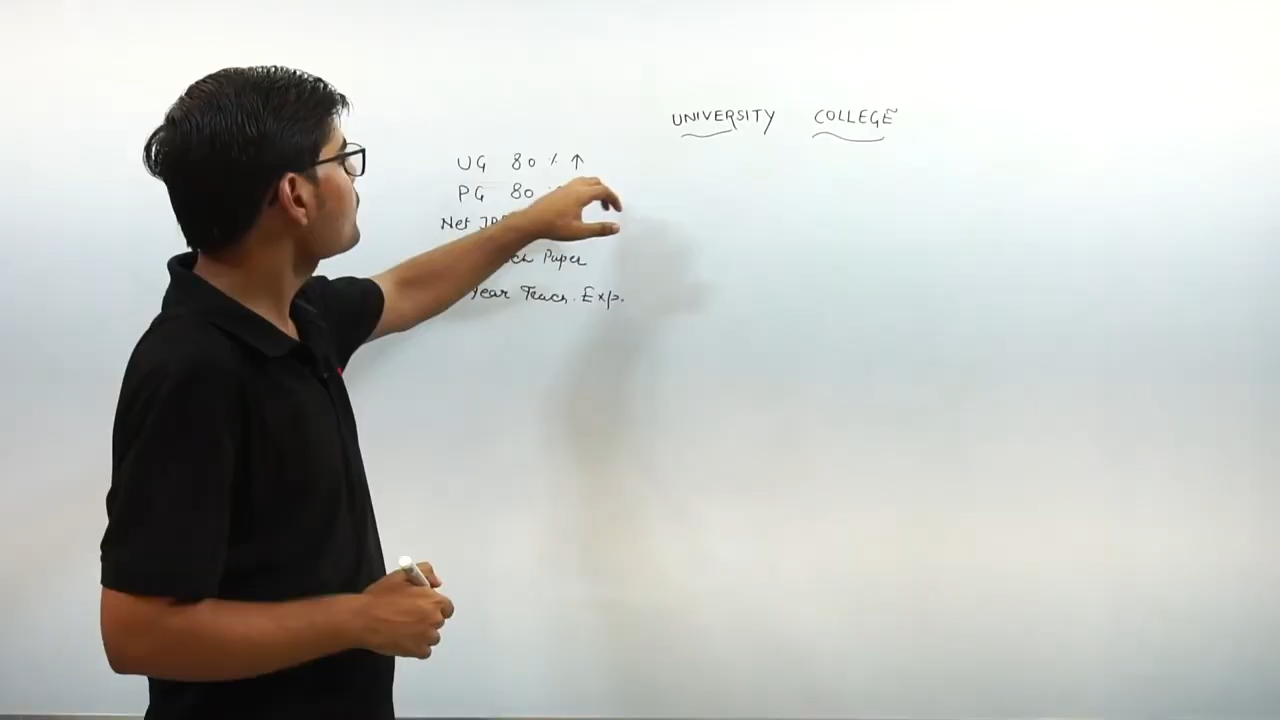 UNIVERSITY COLLEGE
UG 80 % ↑
PG 80
Net
Paper
Year Teach. Exp.